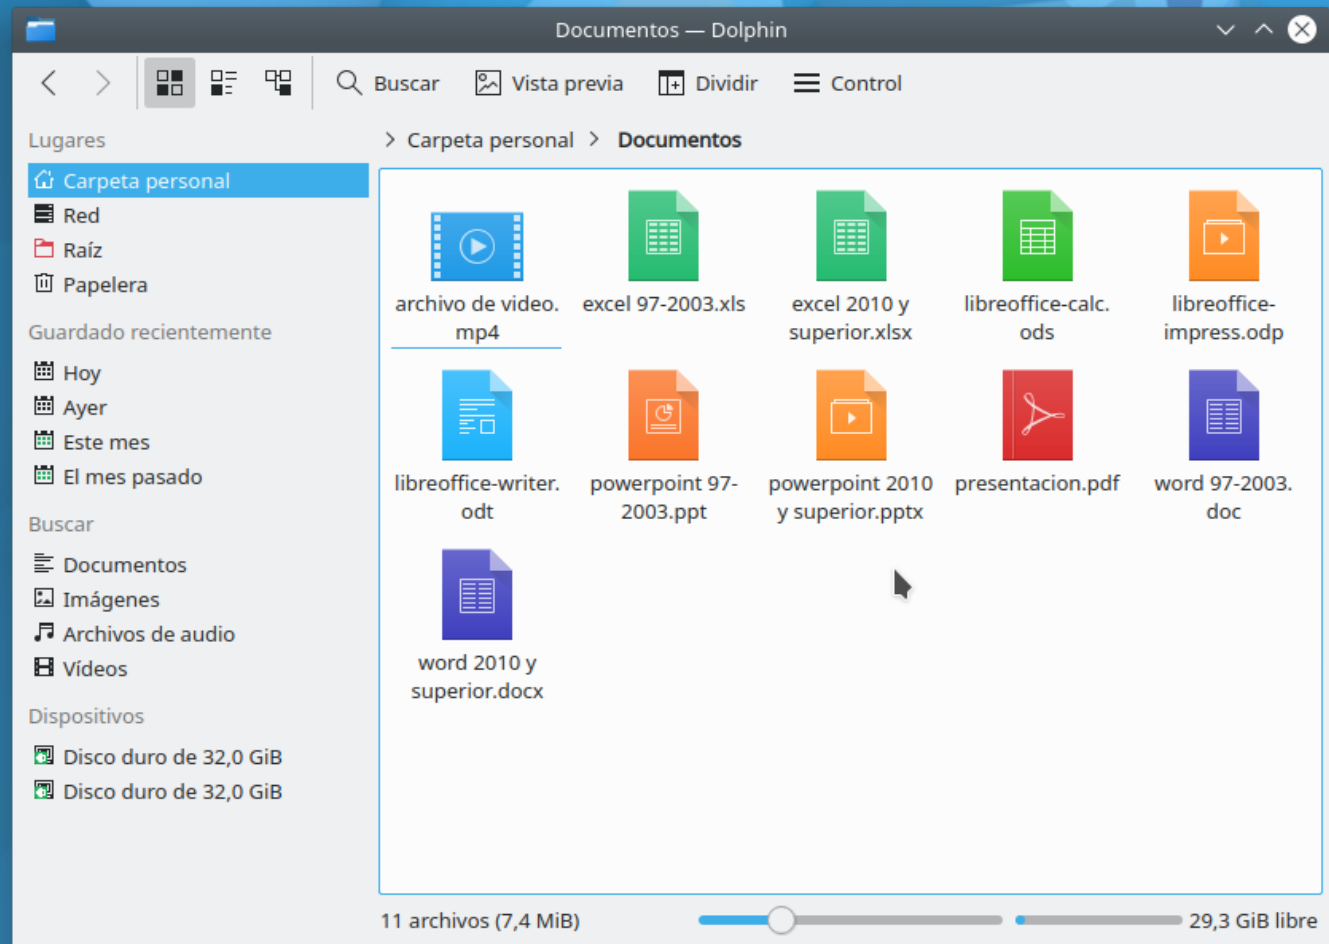 Documentos — Dolphin
Buscar
Vista previa
Dividir
Control
Lugares
Carpeta personal
Red
Raíz
Papelera
Guardado recientemente
Hoy
Ayer
Este mes
El mes pasado
Buscar
Documentos
Imágenes
Archivos de audio
Vídeos
Dispositivos
Disco duro de 32,0 GiB
Disco duro de 32,0 GiB
> Carpeta personal > Documentos
archivo de video.
mp4
excel 97-2003.xls
excel 2010 y
superior.xlsx
libreoffice-calc.
ods
libreoffice-
impress.odp
libreoffice-writer.
odt
powerpoint 97-
2003.ppt
powerpoint 2010
y superior.pptx
presentacion.pdf
word 97-2003.
doc
word 2010 y
superior.docx
11 archivos (7,4 MiB)
29,3 GiB libre